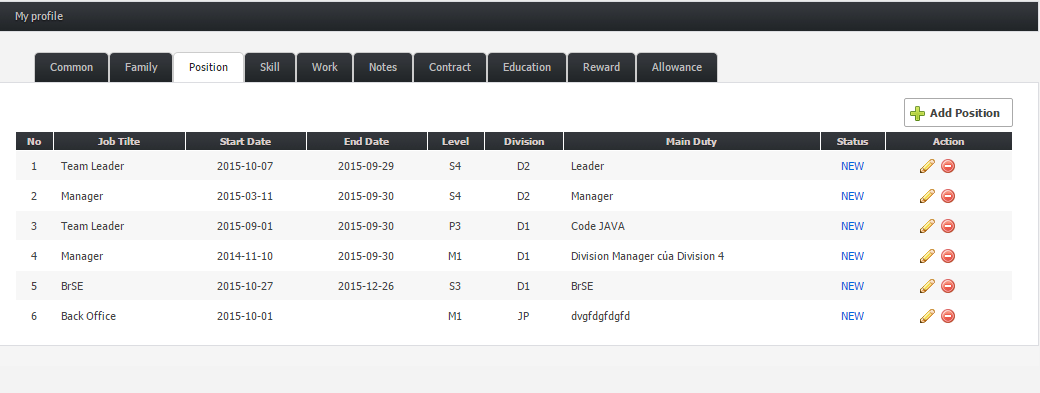 My profile
Common Family Position Skill Work Notes Contract Education Reward Allowance
Add Position
No Job Tilte Start Date End Date Level Division Main Duty Status Action
1 Team Leader 2015-10-07 2015-09-29 S4 D2 Leader NEW
2 Manager 2015-03-11 2015-09-30 S4 D2 Manager NEW
3 Team Leader 2015-09-01 2015-09-30 P3 D1 Code JAVA NEW
4 Manager 2014-11-10 2015-09-30 M1 D1 Division Manager của Division 4 NEW
5 BrSE 2015-10-27 2015-12-26 S3 D1 BrSE NEW
6 Back Office 2015-10-01 M1 JP dvgfdgfdgfd NEW